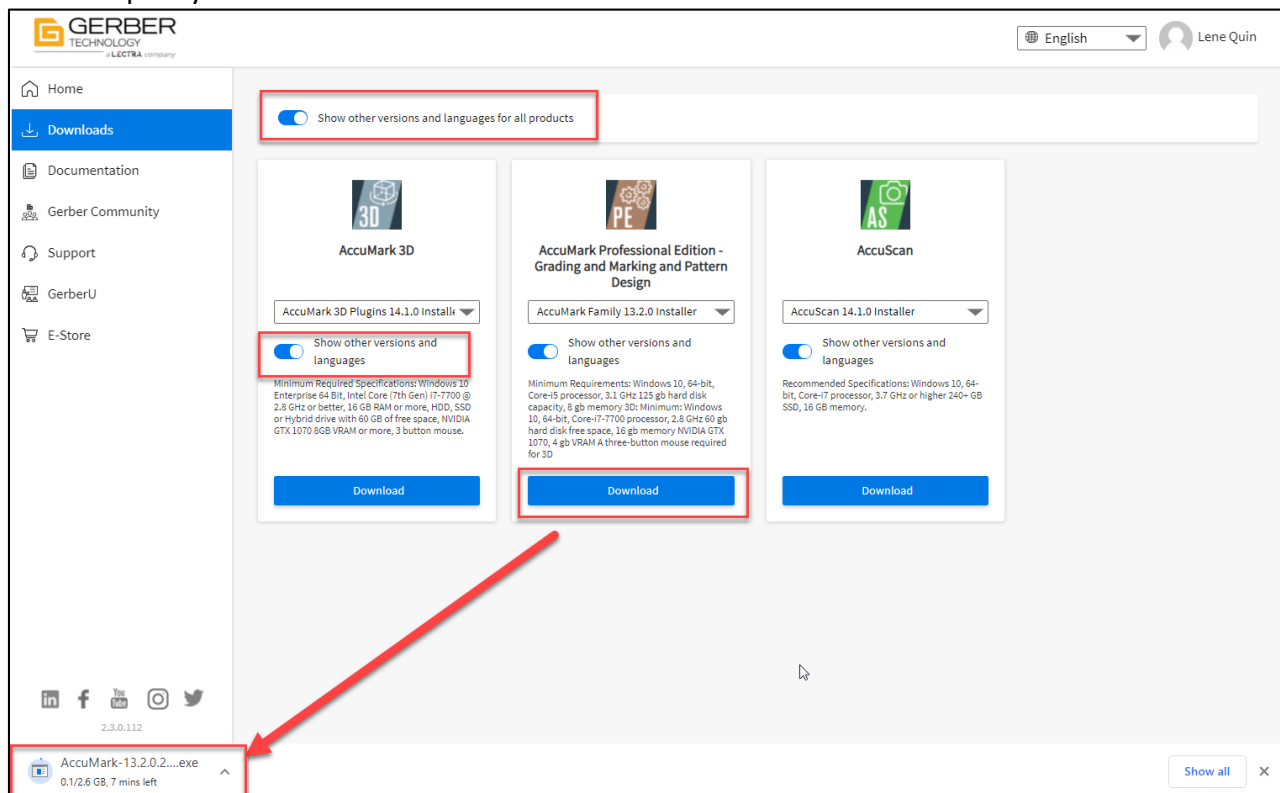 GERBER
TECHNOLOGY
a LECTRA company
English
Lene Quin
Home
Downloads
Documentation
Gerber Community
Support
GerberU
E-Store
Show other versions and languages for all products
3D
AccuMark 3D
AccuMark 3D Plugins 14.1.0 Installe
Show other versions and
languages
Minimum Required Specifications: Windows 10
Enterprise 64 Bit, Intel Core (7th Gen) i7-7700 @
2.8 GHz or better, 16 GB RAM or more, HDD, SSD
or Hybrid drive with 60 GB of free space, NVIDIA
GTX 1070 8GB VRAM or more, 3 button mouse.
Download
PE
AccuMark Professional Edition -
Grading and Marking and Pattern
Design
AccuMark Family 13.2.0 Installer
Show other versions and
languages
Minimum Requirements: Windows 10, 64-bit,
Core-i5 processor, 3.1 GHz 125 gb hard disk
capacity, 8 gb memory 3D: Minimum: Windows
10, 64-bit, Core-i7-7700 processor, 2.8 GHz 60 gb
hard disk free space, 16 gb memory NVIDIA GTX
1070, 4 gb VRAM A three-button mouse required
for 3D
Download
AS
AccuScan
AccuScan 14.1.0 Installer
Show other versions and
languages
Recommended Specifications: Windows 10, 64-
bit, Core-i7 processor, 3.7 GHz or higher 240+ GB
SSD, 16 GB memory.
Download
in f You Tube
2.3.0.112
AccuMark-13.2.0.2....exe
0.1/2.6 GB, 7 mins left
Show all